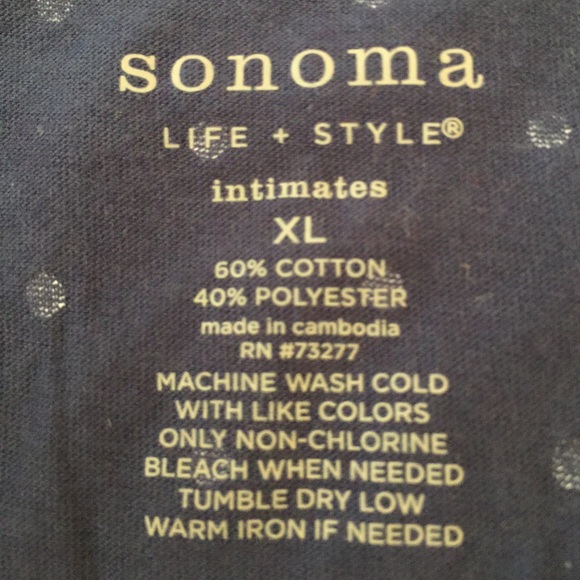 sonoma
LIFE + STYLE®
intimates
XL
60% COTTON
40% POLYESTER
made in cambodia
RN #73277
MACHINE WASH COLD
WITH LIKE COLORS
ONLY NON-CHLORINE
BLEACH WHEN NEEDED
TUMBLE DRY LOW
WARM IRON IF NEEDED